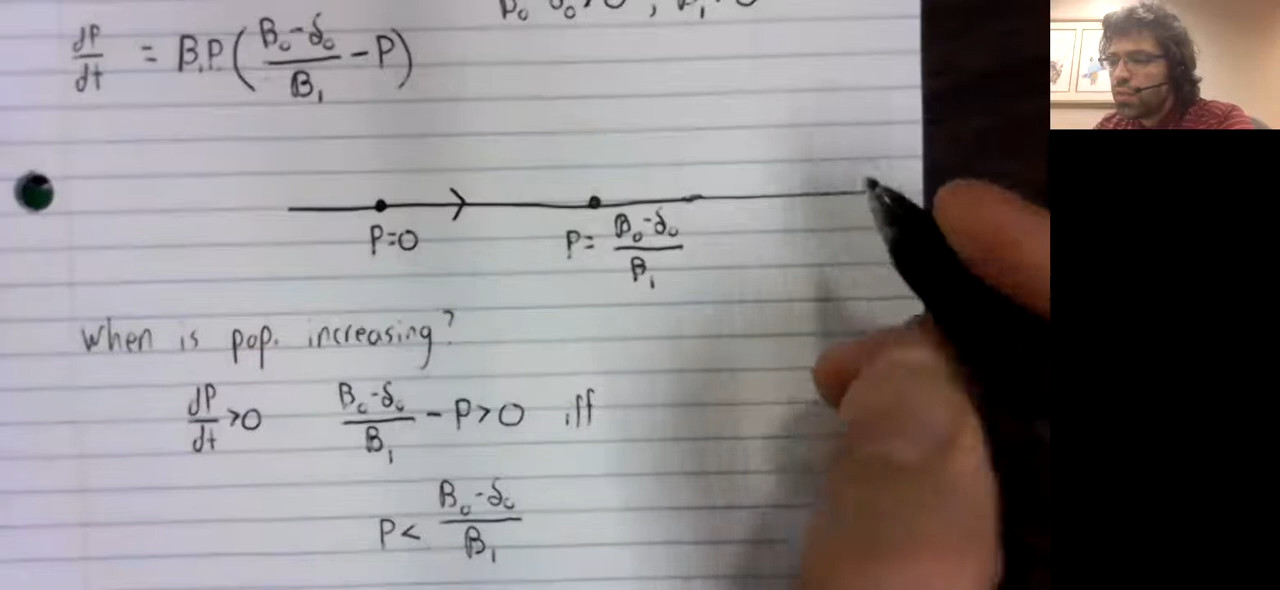 dP/dt = β₁P((β₀-δ₀)/β₁ - P)
P=0 P= (β₀-δ₀)/β₁
When is pop. increasing?
dP/dt >0 (β₀-δ₀)/β₁ - P>0 iff
P< (β₀-δ₀)/β₁